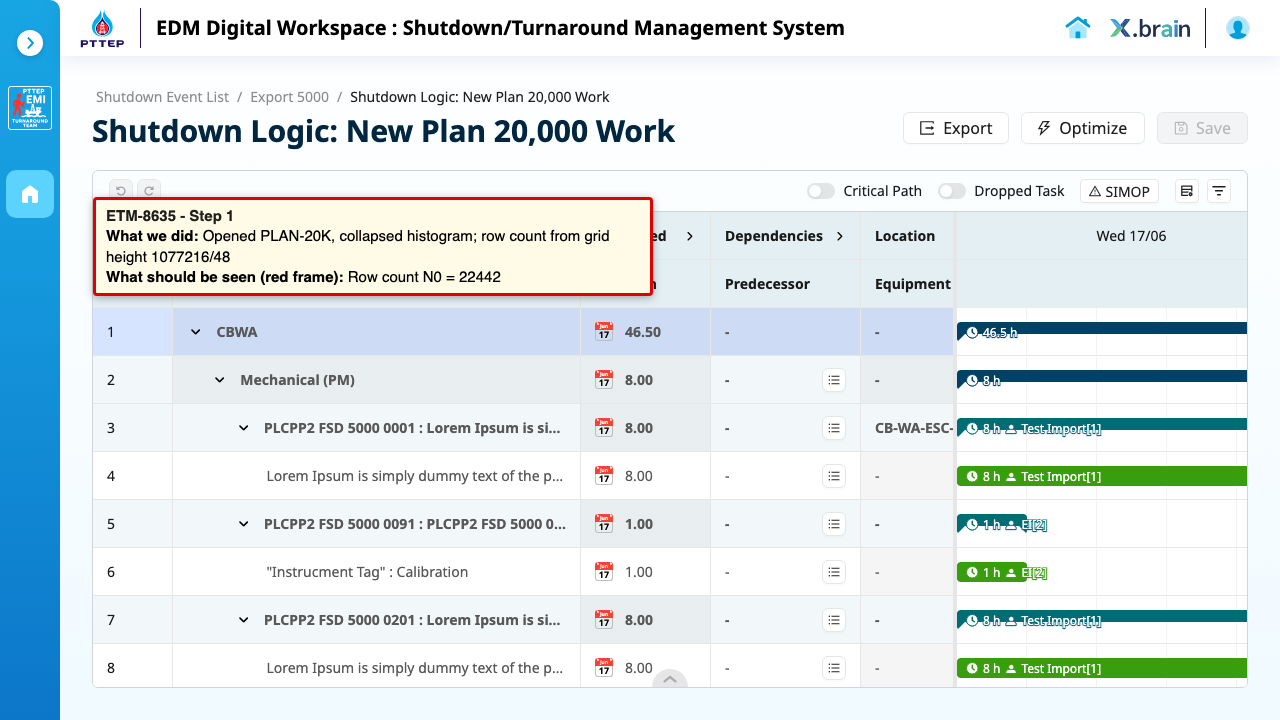 PTTEP
EDM Digital Workspace : Shutdown/Turnaround Management System
X.brain
PTTEP
EMI
TURNAROUND
TEAM
Shutdown Event List / Export 5000 / Shutdown Logic: New Plan 20,000 Work
Shutdown Logic: New Plan 20,000 Work
Export
Optimize
Save
Critical Path
Dropped Task
SIMOP
ETM-8635 - Step 1
What we did: Opened PLAN-20K, collapsed histogram; row count from grid
height 1077216/48
What should be seen (red frame): Row count N0 = 22442
Dependencies
Location
Wed 17/06
Predecessor
Equipment
1 CBWA 46.50 - - 46.5 h
2 Mechanical (PM) 8.00 - - 8 h
3 PLCPP2 FSD 5000 0001 : Lorem Ipsum is si... 8.00 - CB-WA-ESC- 8 h Test Import[1]
4 Lorem Ipsum is simply dummy text of the p... 8.00 - - 8 h Test Import[1]
5 PLCPP2 FSD 5000 0091 : PLCPP2 FSD 5000 0... 1.00 - - 1 h EI[2]
6 "Instrucment Tag" : Calibration 1.00 - - 1 h EI[2]
7 PLCPP2 FSD 5000 0201 : Lorem Ipsum is si... 8.00 - - 8 h Test Import[1]
8 Lorem Ipsum is simply dummy text of the p... 8.00 - - 8 h Test Import[1]